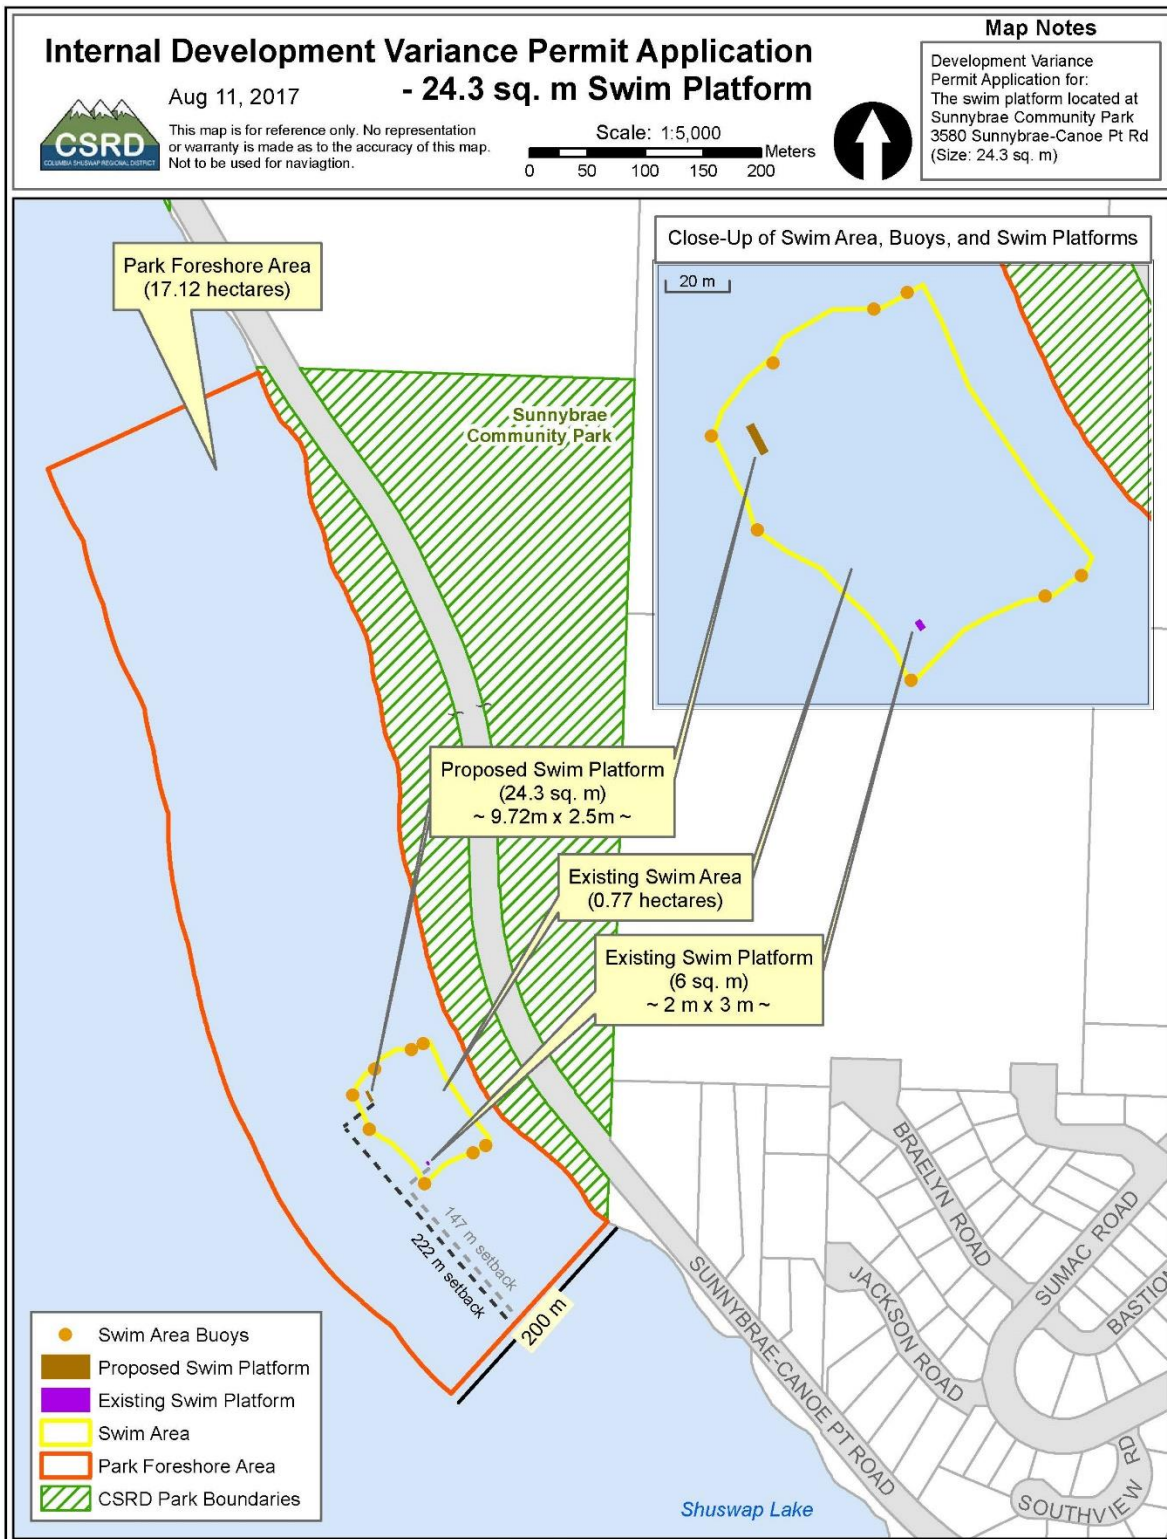 Internal Development Variance Permit Application
- 24.3 sq. m Swim Platform
Aug 11, 2017
CSRD
COLUMBIA SHUSWAP REGIONAL DISTRICT
This map is for reference only. No representation
or warranty is made as to the accuracy of this map.
Not to be used for naviagtion.
Scale: 1:5,000
Meters
0 50 100 150 200
Map Notes
Development Variance
Permit Application for:
The swim platform located at
Sunnybrae Community Park
3580 Sunnybrae-Canoe Pt Rd
(Size: 24.3 sq. m)
Park Foreshore Area
(17.12 hectares)
Close-Up of Swim Area, Buoys, and Swim Platforms
20 m
Sunnybrae
Community Park
Proposed Swim Platform
(24.3 sq. m)
~ 9.72m x 2.5m ~
Existing Swim Area
(0.77 hectares)
Existing Swim Platform
(6 sq. m)
~ 2 m x 3 m ~
147 m setback
222 m setback
200 m
SUNNYBRAE-CANOE PT ROAD
BRAELYN ROAD
JACKSON ROAD
SUMAC ROAD
BASTION
SOUTHVIEW RD
Shuswap Lake
Swim Area Buoys
Proposed Swim Platform
Existing Swim Platform
Swim Area
Park Foreshore Area
CSRD Park Boundaries